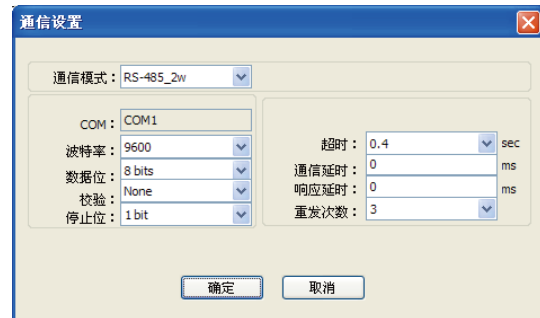 通信设置
通信模式：RS-485_2w
COM：COM1
波特率：9600
数据位：8 bits
校验：None
停止位：1 bit
超时：0.4 sec
通信延时：0 ms
响应延时：0 ms
重发次数：3
确定 取消